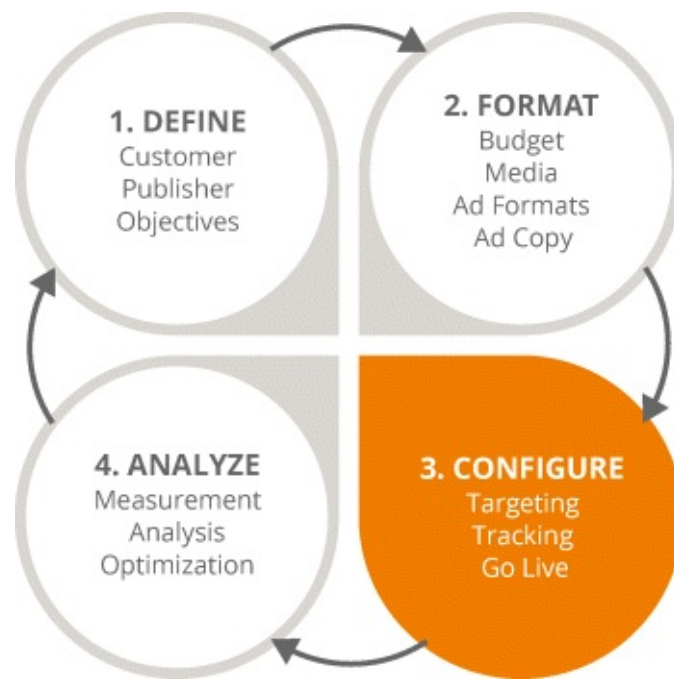 1. DEFINE
Customer
Publisher
Objectives
2. FORMAT
Budget
Media
Ad Formats
Ad Copy
3. CONFIGURE
Targeting
Tracking
Go Live
4. ANALYZE
Measurement
Analysis
Optimization